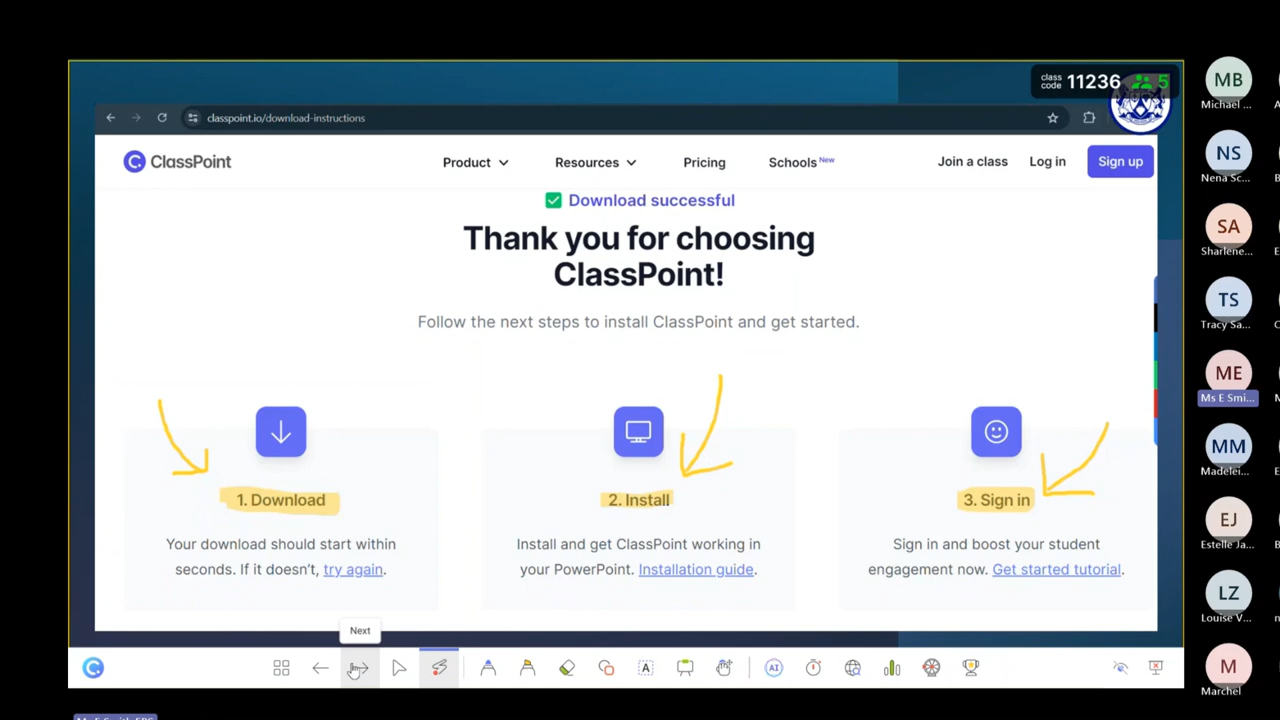 class code 11236 5
classpoint.io/download-instructions
ClassPoint Product Resources Pricing Schools New Join a class Log in Sign up
Download successful
Thank you for choosing
ClassPoint!
Follow the next steps to install ClassPoint and get started.
1. Download
Your download should start within
seconds. If it doesn't, try again.
2. Install
Install and get ClassPoint working in
your PowerPoint. Installation guide.
3. Sign in
Sign in and boost your student
engagement now. Get started tutorial.
Next
A
AI
MB
Michael ...
NS
Nena Sc...
SA
Sharlene...
TS
Tracy Sa...
ME
Ms E Smi...
MM
Madelei...
EJ
Estelle Ja...
LZ
Louise V...
M
Marchel